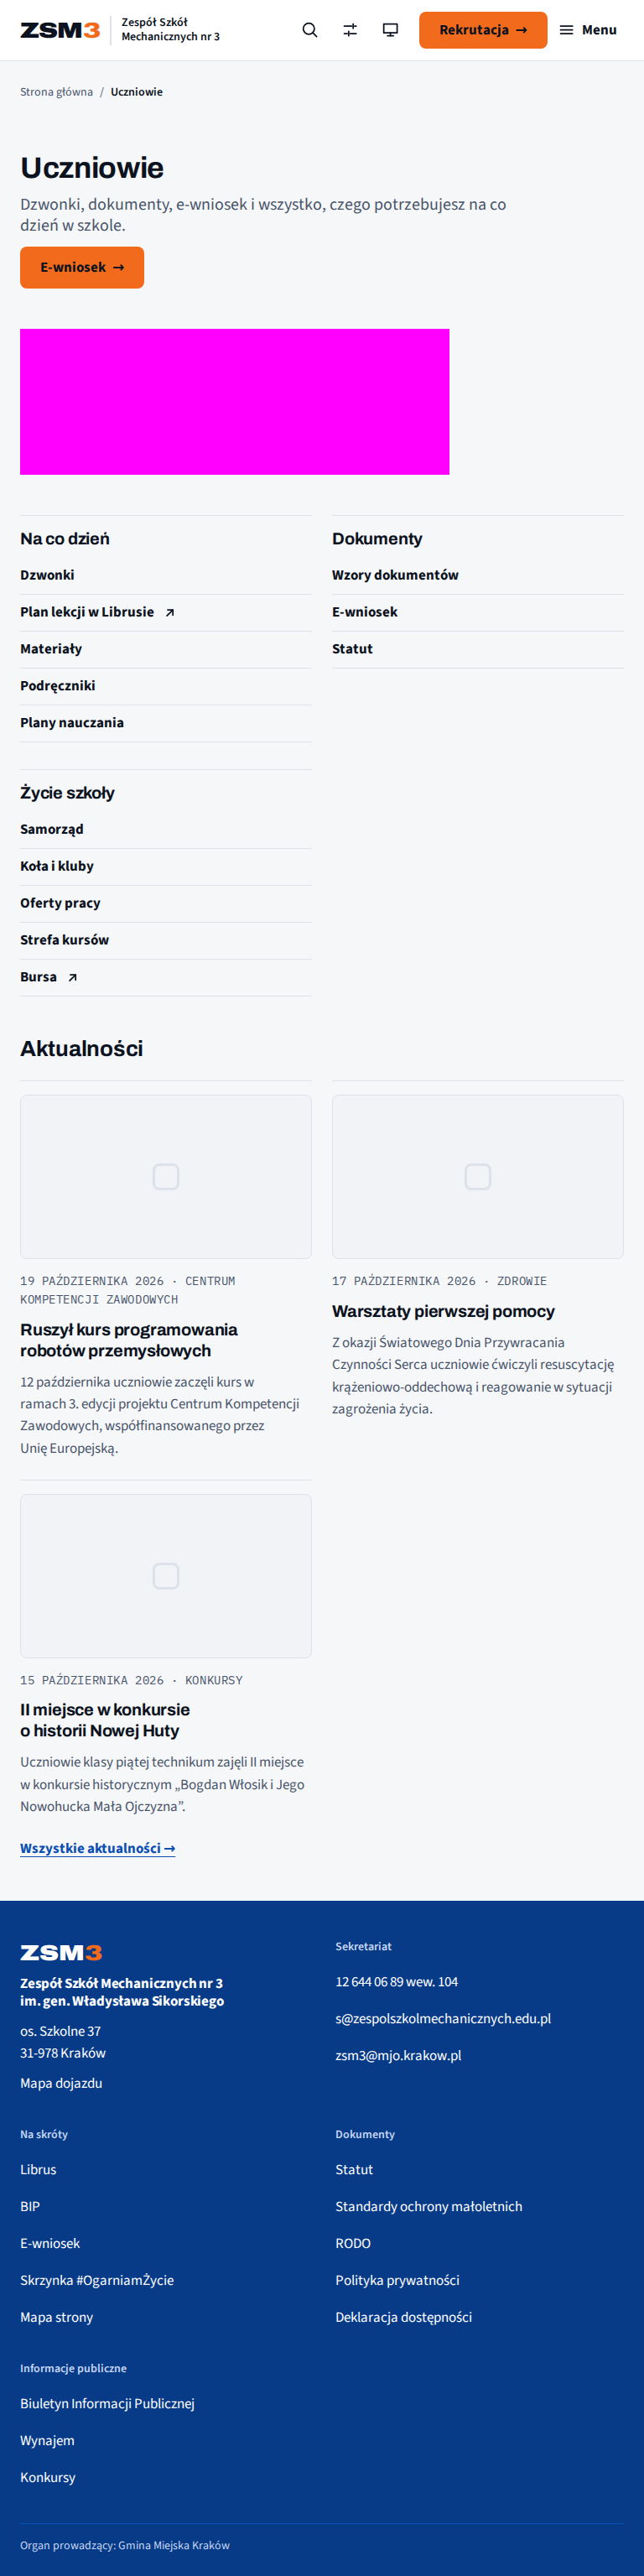 ZSM3
Zespół Szkół
Mechanicznych nr 3
Rekrutacja →
Menu
Strona główna / Uczniowie
Uczniowie
Dzwonki, dokumenty, e-wniosek i wszystko, czego potrzebujesz na co
dzień w szkole.
E-wniosek →
Na co dzień
Dzwonki
Plan lekcji w Librusie ↗
Materiały
Podręczniki
Plany nauczania
Dokumenty
Wzory dokumentów
E-wniosek
Statut
Życie szkoły
Samorząd
Koła i kluby
Oferty pracy
Strefa kursów
Bursa ↗
Aktualności
19 PAŹDZIERNIKA 2026 · CENTRUM
KOMPETENCJI ZAWODOWYCH
Ruszył kurs programowania
robotów przemysłowych
12 października uczniowie zaczęli kurs w
ramach 3. edycji projektu Centrum Kompetencji
Zawodowych, współfinansowanego przez
Unię Europejską.
17 PAŹDZIERNIKA 2026 · ZDROWIE
Warsztaty pierwszej pomocy
Z okazji Światowego Dnia Przywracania
Czynności Serca uczniowie ćwiczyli resuscytację
krążeniowo-oddechową i reagowanie w sytuacji
zagrożenia życia.
15 PAŹDZIERNIKA 2026 · KONKURSY
II miejsce w konkursie
o historii Nowej Huty
Uczniowie klasy piątej technikum zajęli II miejsce
w konkursie historycznym „Bogdan Włosik i Jego
Nowohucka Mała Ojczyzna”.
Wszystkie aktualności →
ZSM3
Zespół Szkół Mechanicznych nr 3
im. gen. Władysława Sikorskiego
os. Szkolne 37
31-978 Kraków
Mapa dojazdu
Sekretariat
12 644 06 89 wew. 104
s@zespolszkolmechanicznych.edu.pl
zsm3@mjo.krakow.pl
Na skróty
Librus
BIP
E-wniosek
Skrzynka #OgarniamŻycie
Mapa strony
Dokumenty
Statut
Standardy ochrony małoletnich
RODO
Polityka prywatności
Deklaracja dostępności
Informacje publiczne
Biuletyn Informacji Publicznej
Wynajem
Konkursy
Organ prowadzący: Gmina Miejska Kraków